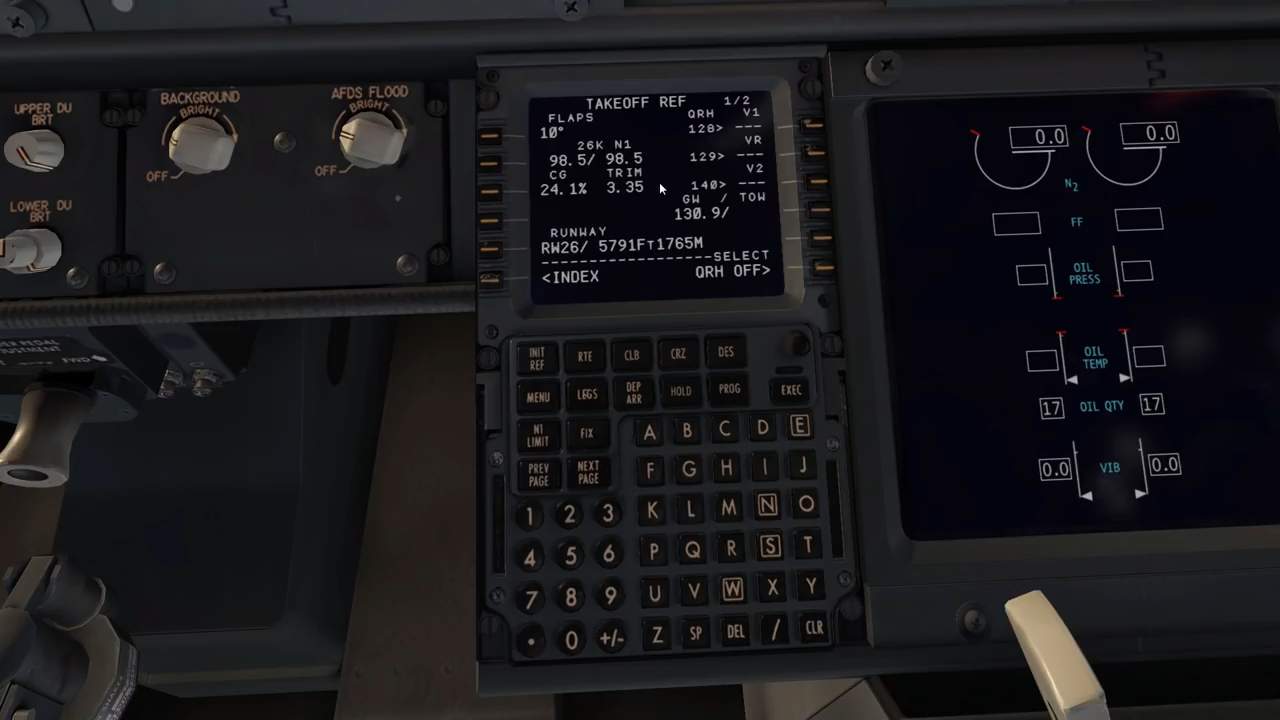 UPPER DU
BRT
BACKGROUND
BRIGHT
OFF
AFDS FLOOD
BRIGHT
OFF
LOWER DU
BRT
TAKEOFF REF 1/2
FLAPS QRH V1
10° 128> ---
26K N1 VR
98.5/ 98.5 129> ---
CG TRIM V2
24.1% 3.35 140> ---
GW / TOW
130.9/
RUNWAY
RW26/ 5791FT1765M
--------------------SELECT
<INDEX QRH OFF>
INIT REF RTE CLB CRZ DES
MENU LEGS DEP ARR HOLD PROG EXEC
N1 LIMIT FIX A B C D E
PREV PAGE NEXT PAGE F G H I J
1 2 3 K L M N O
4 5 6 P Q R S T
7 8 9 U V W X Y
. 0 +/- Z SP DEL / CLR
0.0 0.0
N2
FF
OIL
PRESS
OIL
TEMP
17 OIL QTY 17
0.0 VIB 0.0